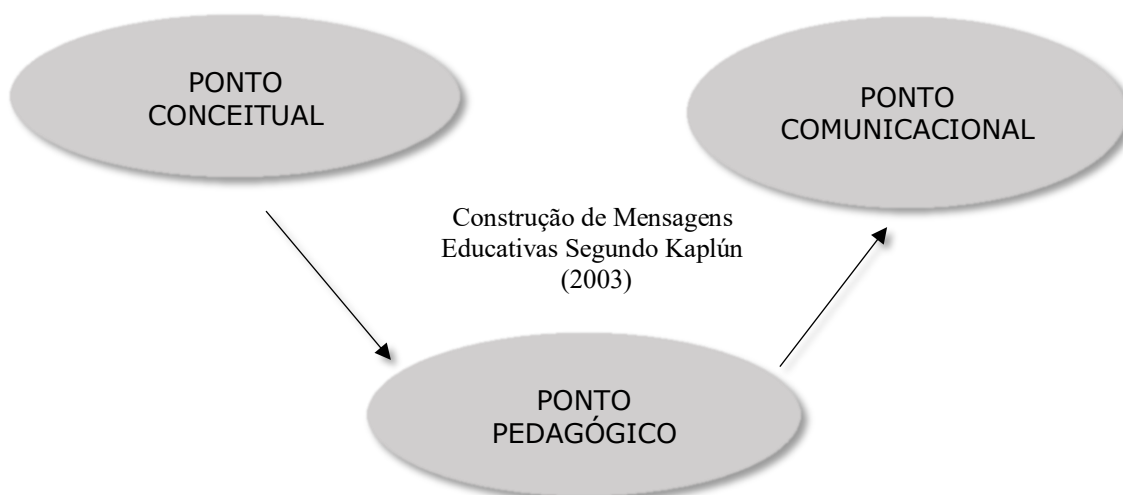 PONTO
CONCEITUAL
PONTO
COMUNICACIONAL
Construção de Mensagens
Educativas Segundo Kaplún
(2003)
PONTO
PEDAGÓGICO